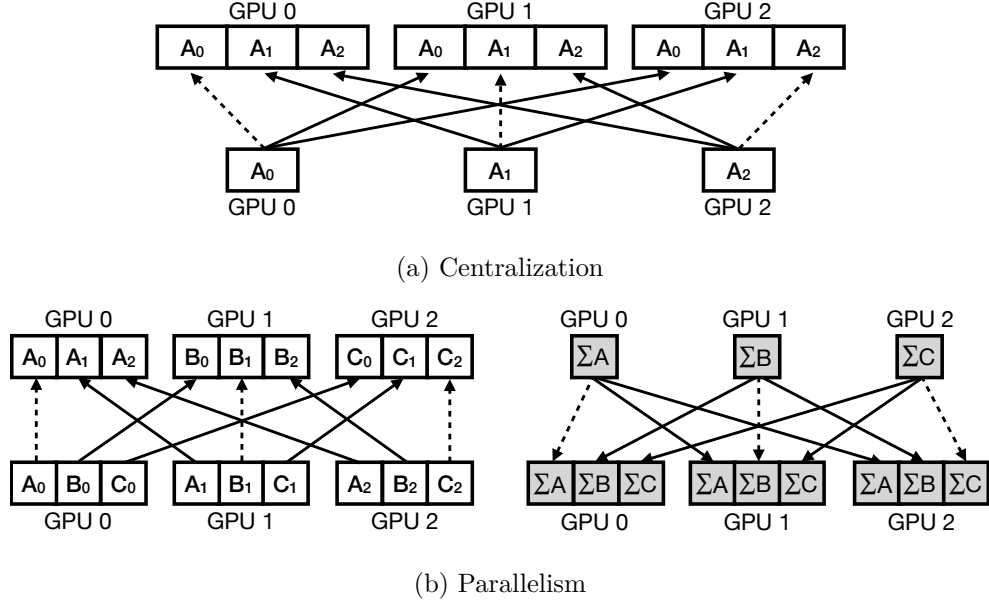 GPU 0 GPU 1 GPU 2
A₀ A₁ A₂ A₀ A₁ A₂ A₀ A₁ A₂
A₀ A₁ A₂
GPU 0 GPU 1 GPU 2
(a) Centralization
GPU 0 GPU 1 GPU 2
A₀ A₁ A₂ B₀ B₁ B₂ C₀ C₁ C₂
A₀ B₀ C₀ A₁ B₁ C₁ A₂ B₂ C₂
GPU 0 GPU 1 GPU 2
GPU 0 GPU 1 GPU 2
ΣA ΣB ΣC
ΣA ΣB ΣC ΣA ΣB ΣC ΣA ΣB ΣC
GPU 0 GPU 1 GPU 2
(b) Parallelism